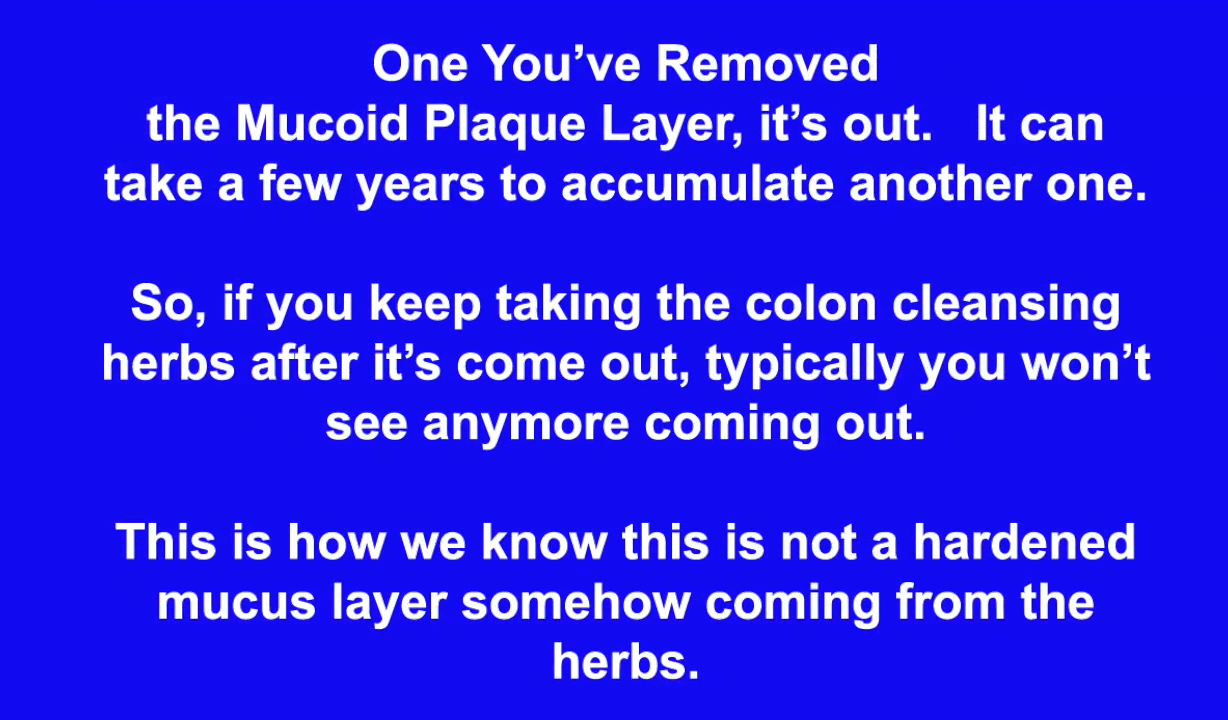 One You’ve Removed
the Mucoid Plaque Layer, it’s out.   It can
take a few years to accumulate another one.
So, if you keep taking the colon cleansing
herbs after it’s come out, typically you won’t
see anymore coming out.
This is how we know this is not a hardened
mucus layer somehow coming from the
herbs.